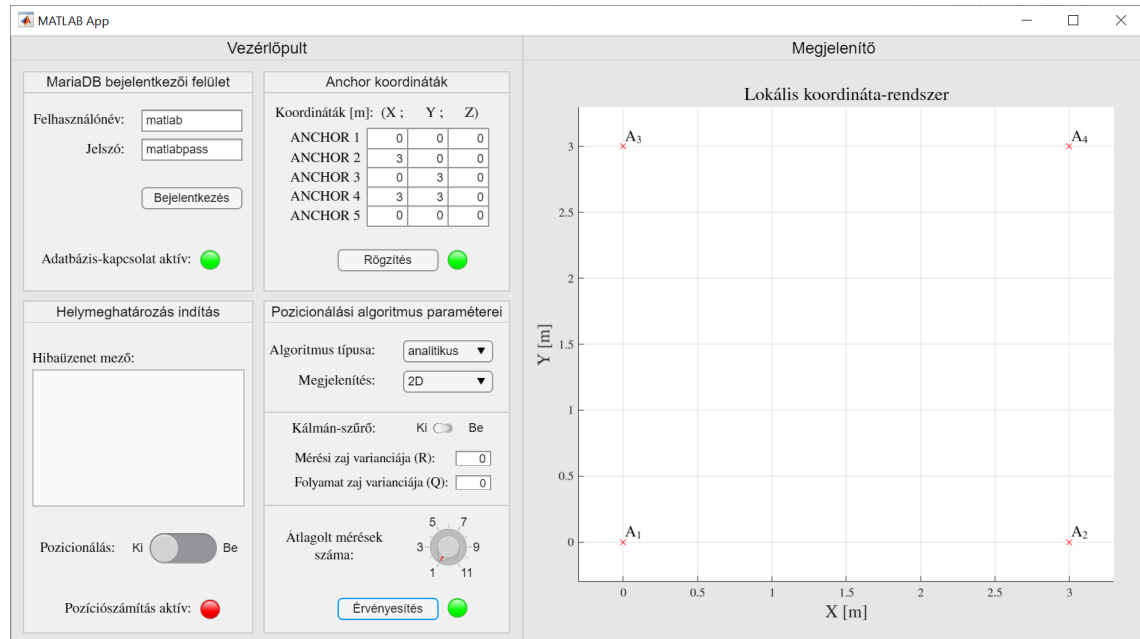 MATLAB App
Vezérlőpult
MariaDB bejelentkezői felület
Felhasználónév: matlab
Jelszó: matlabpass
Bejelentkezés
Adatbázis-kapcsolat aktív:
Anchor koordináták
Koordináták [m]: (X ; Y ; Z)
ANCHOR 1 0 0 0
ANCHOR 2 3 0 0
ANCHOR 3 0 3 0
ANCHOR 4 3 3 0
ANCHOR 5 0 0 0
Rögzítés
Helymeghatározás indítás
Hibaüzenet mező:
Pozicionálás: Ki Be
Pozíciószámítás aktív:
Pozicionálási algoritmus paraméterei
Algoritmus típusa: analitikus
Megjelenítés: 2D
Kálmán-szűrő: Ki Be
Mérési zaj varianciája (R): 0
Folyamat zaj varianciája (Q): 0
Átlagolt mérések
száma:
5 7
3 9
1 11
Érvényesítés
Megjelenítő
Lokális koordináta-rendszer
A3 A4
3
2.5
2
1.5
1
0.5
0
Y [m]
A1 A2
0 0.5 1 1.5 2 2.5 3
X [m]